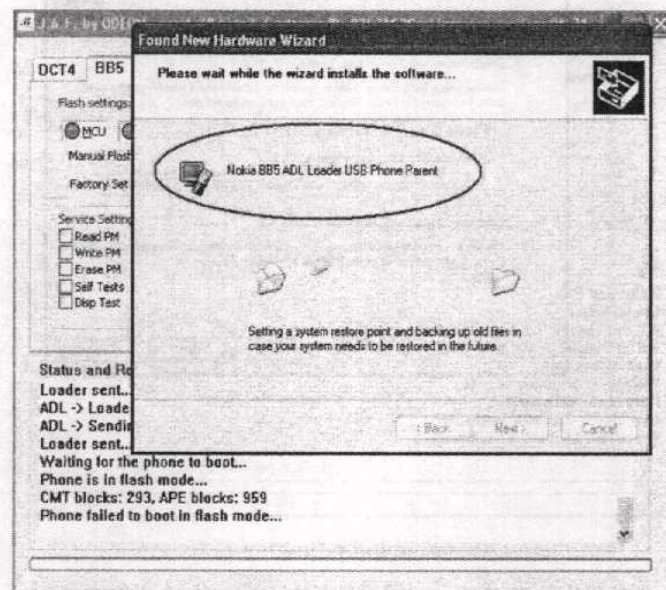 J.A.F. by ODEON
Found New Hardware Wizard
Please wait while the wizard installs the software...
DCT4 BB5
Flash settings:
MCU
Manual Flash
Factory Set
Nokia BB5 ADL Loader USB Phone Parent
Service Setting
Read PM
Write PM
Erase PM
Self Tests
Disp Test
Setting a system restore point and backing up old files in
case your system needs to be restored in the future.
< Back Next > Cancel
Status and Re
Loader sent...
ADL -> Loade
ADL -> Sendin
Loader sent...
Waiting for the phone to boot...
Phone is in flash mode...
CMT blocks: 293, APE blocks: 959
Phone failed to boot in flash mode...